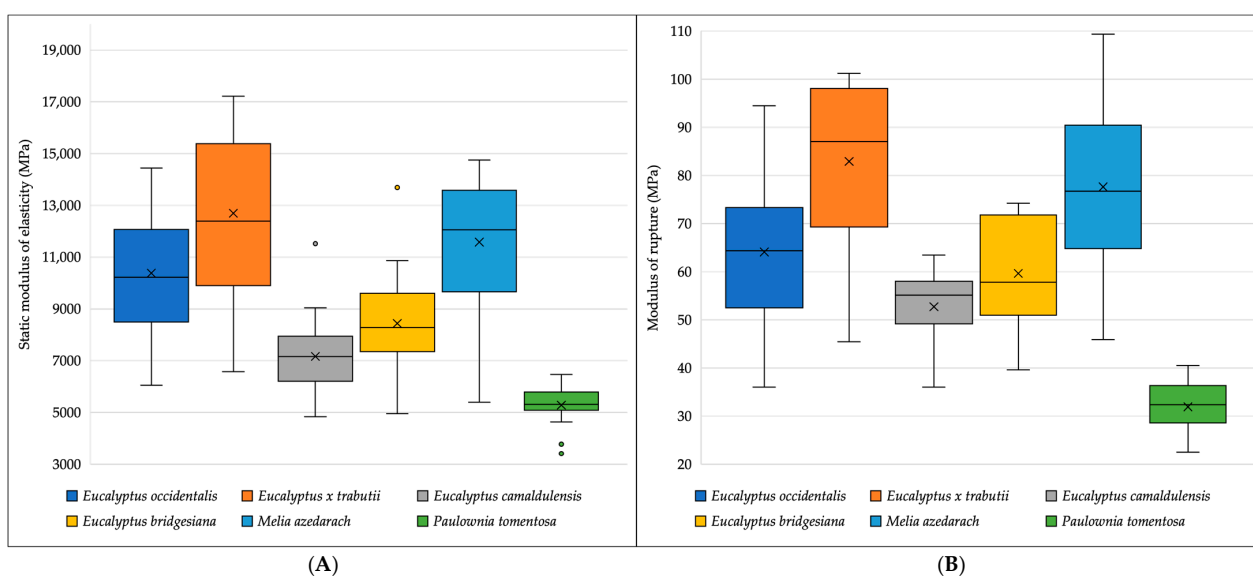 Static modulus of elasticity (MPa)
19,000
17,000
15,000
13,000
11,000
9000
7000
5000
3000
Eucalyptus occidentalis
Eucalyptus x trabutii
Eucalyptus camaldulensis
Eucalyptus bridgesiana
Melia azedarach
Paulownia tomentosa
(A)
Modulus of rupture (MPa)
110
100
90
80
70
60
50
40
30
20
Eucalyptus occidentalis
Eucalyptus x trabutii
Eucalyptus camaldulensis
Eucalyptus bridgesiana
Melia azedarach
Paulownia tomentosa
(B)